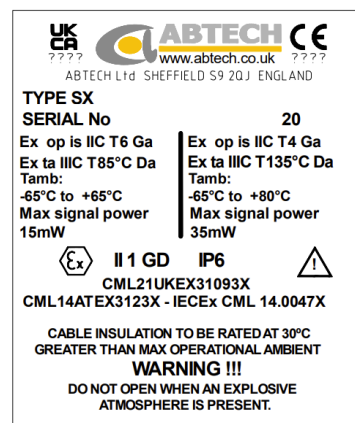 UK
CA
????
ABTECH
www.abtech.co.uk
CE
????
ABTECH Ltd SHEFFIELD S9 2QJ ENGLAND
TYPE SX
SERIAL No 20
Ex op is IIC T6 Ga
Ex ta IIIC T85°C Da
Tamb:
-65°C to +65°C
Max signal power
15mW
Ex op is IIC T4 Ga
Ex ta IIIC T135°C Da
Tamb:
-65°C to +80°C
Max signal power
35mW
Ex II 1 GD IP6 !
CML21UKEX31093X
CML14ATEX3123X - IECEx CML 14.0047X
CABLE INSULATION TO BE RATED AT 30ºC
GREATER THAN MAX OPERATIONAL AMBIENT
WARNING !!!
DO NOT OPEN WHEN AN EXPLOSIVE
ATMOSPHERE IS PRESENT.